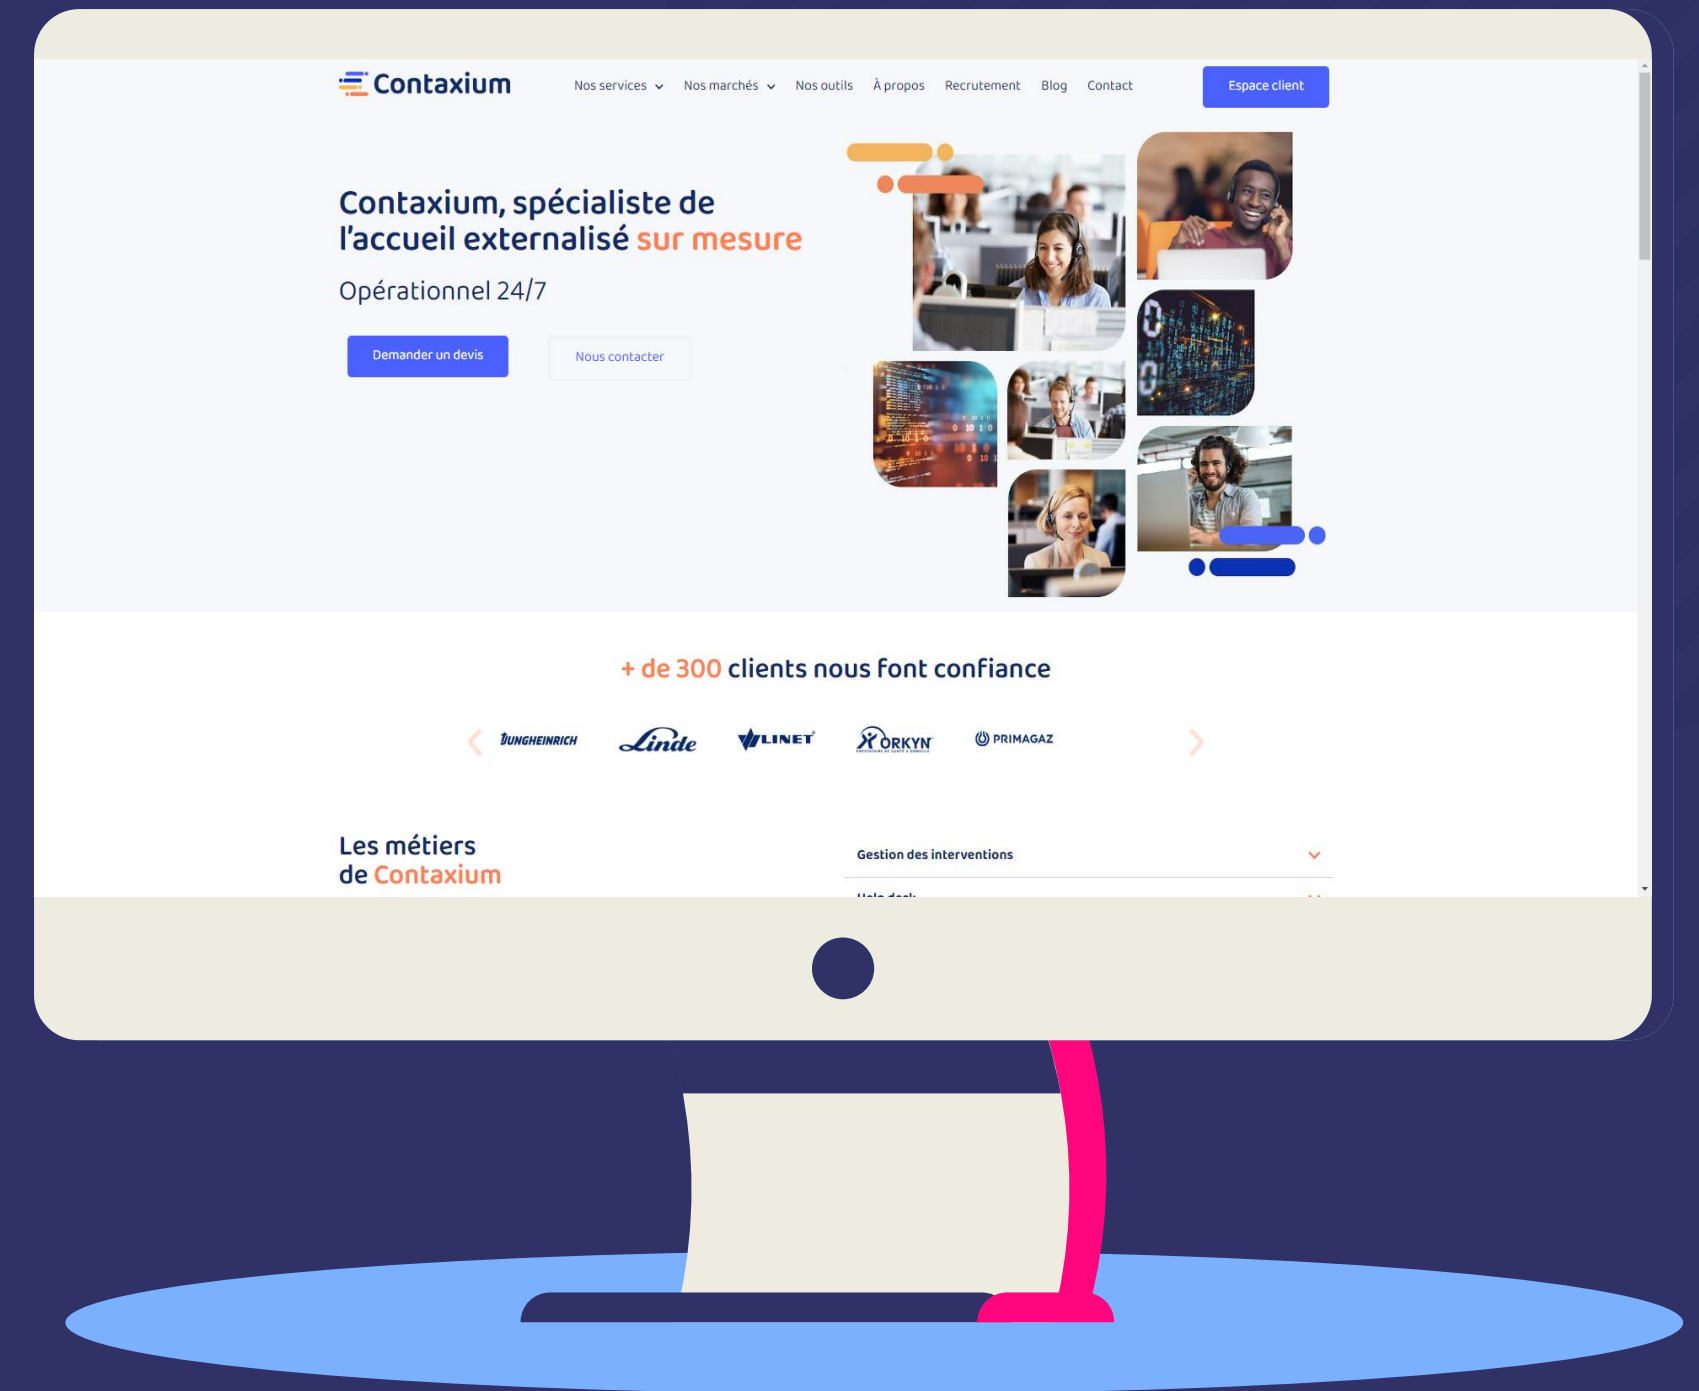 Contaxium
Nos services
Nos marchés
Nos outils
À propos
Recrutement
Blog
Contact
Espace client
Contaxium, spécialiste de
l'accueil externalisé sur mesure
Opérationnel 24/7
Demander un devis
Nous contacter
+ de 300 clients nous font confiance
JUNGHEINRICH
Linde
LINET
ORKYN'
PRIMAGAZ
Les métiers
de Contaxium
Gestion des interventions
Help desk